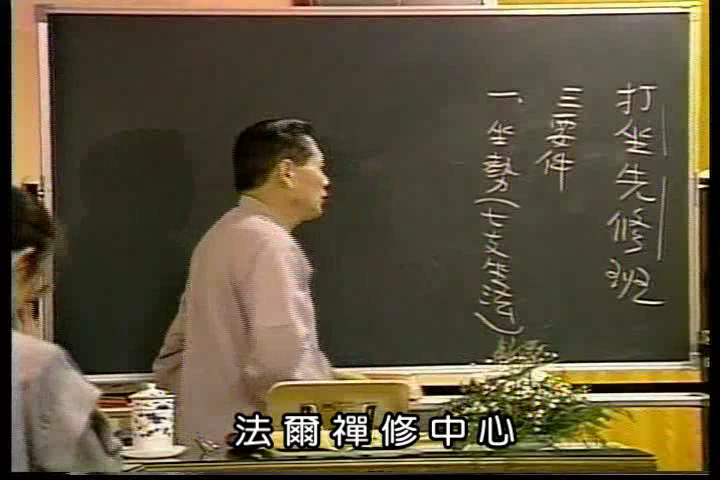 打坐先修班
三要件
一、坐勢(七支坐法)
法爾禪修中心